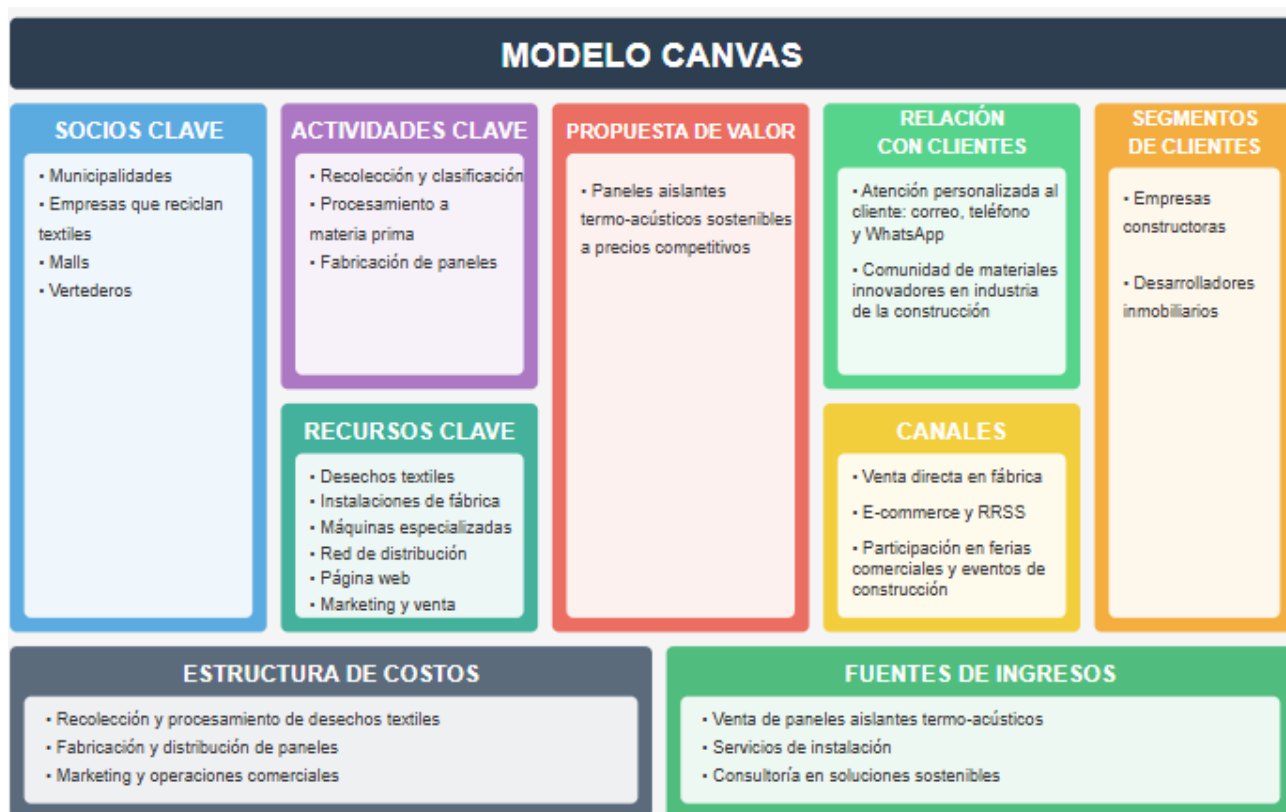 MODELO CANVAS
SOCIOS CLAVE
▪ Municipalidades
▪ Empresas que reciclan
textiles
▪ Malls
▪ Vertederos
ACTIVIDADES CLAVE
▪ Recolección y clasificación
▪ Procesamiento a
materia prima
▪ Fabricación de paneles
RECURSOS CLAVE
▪ Desechos textiles
▪ Instalaciones de fábrica
▪ Máquinas especializadas
▪ Red de distribución
▪ Página web
▪ Marketing y venta
PROPUESTA DE VALOR
▪ Paneles aislantes
termo-acústicos sostenibles
a precios competitivos
RELACIÓN
CON CLIENTES
▪ Atención personalizada al
cliente: correo, teléfono
y WhatsApp
▪ Comunidad de materiales
innovadores en industria
de la construcción
CANALES
▪ Venta directa en fábrica
▪ E-commerce y RRSS
▪ Participación en ferias
comerciales y eventos de
construcción
SEGMENTOS
DE CLIENTES
▪ Empresas
constructoras
▪ Desarrolladores
inmobiliarios
ESTRUCTURA DE COSTOS
▪ Recolección y procesamiento de desechos textiles
▪ Fabricación y distribución de paneles
▪ Marketing y operaciones comerciales
FUENTES DE INGRESOS
▪ Venta de paneles aislantes termo-acústicos
▪ Servicios de instalación
▪ Consultoría en soluciones sostenibles